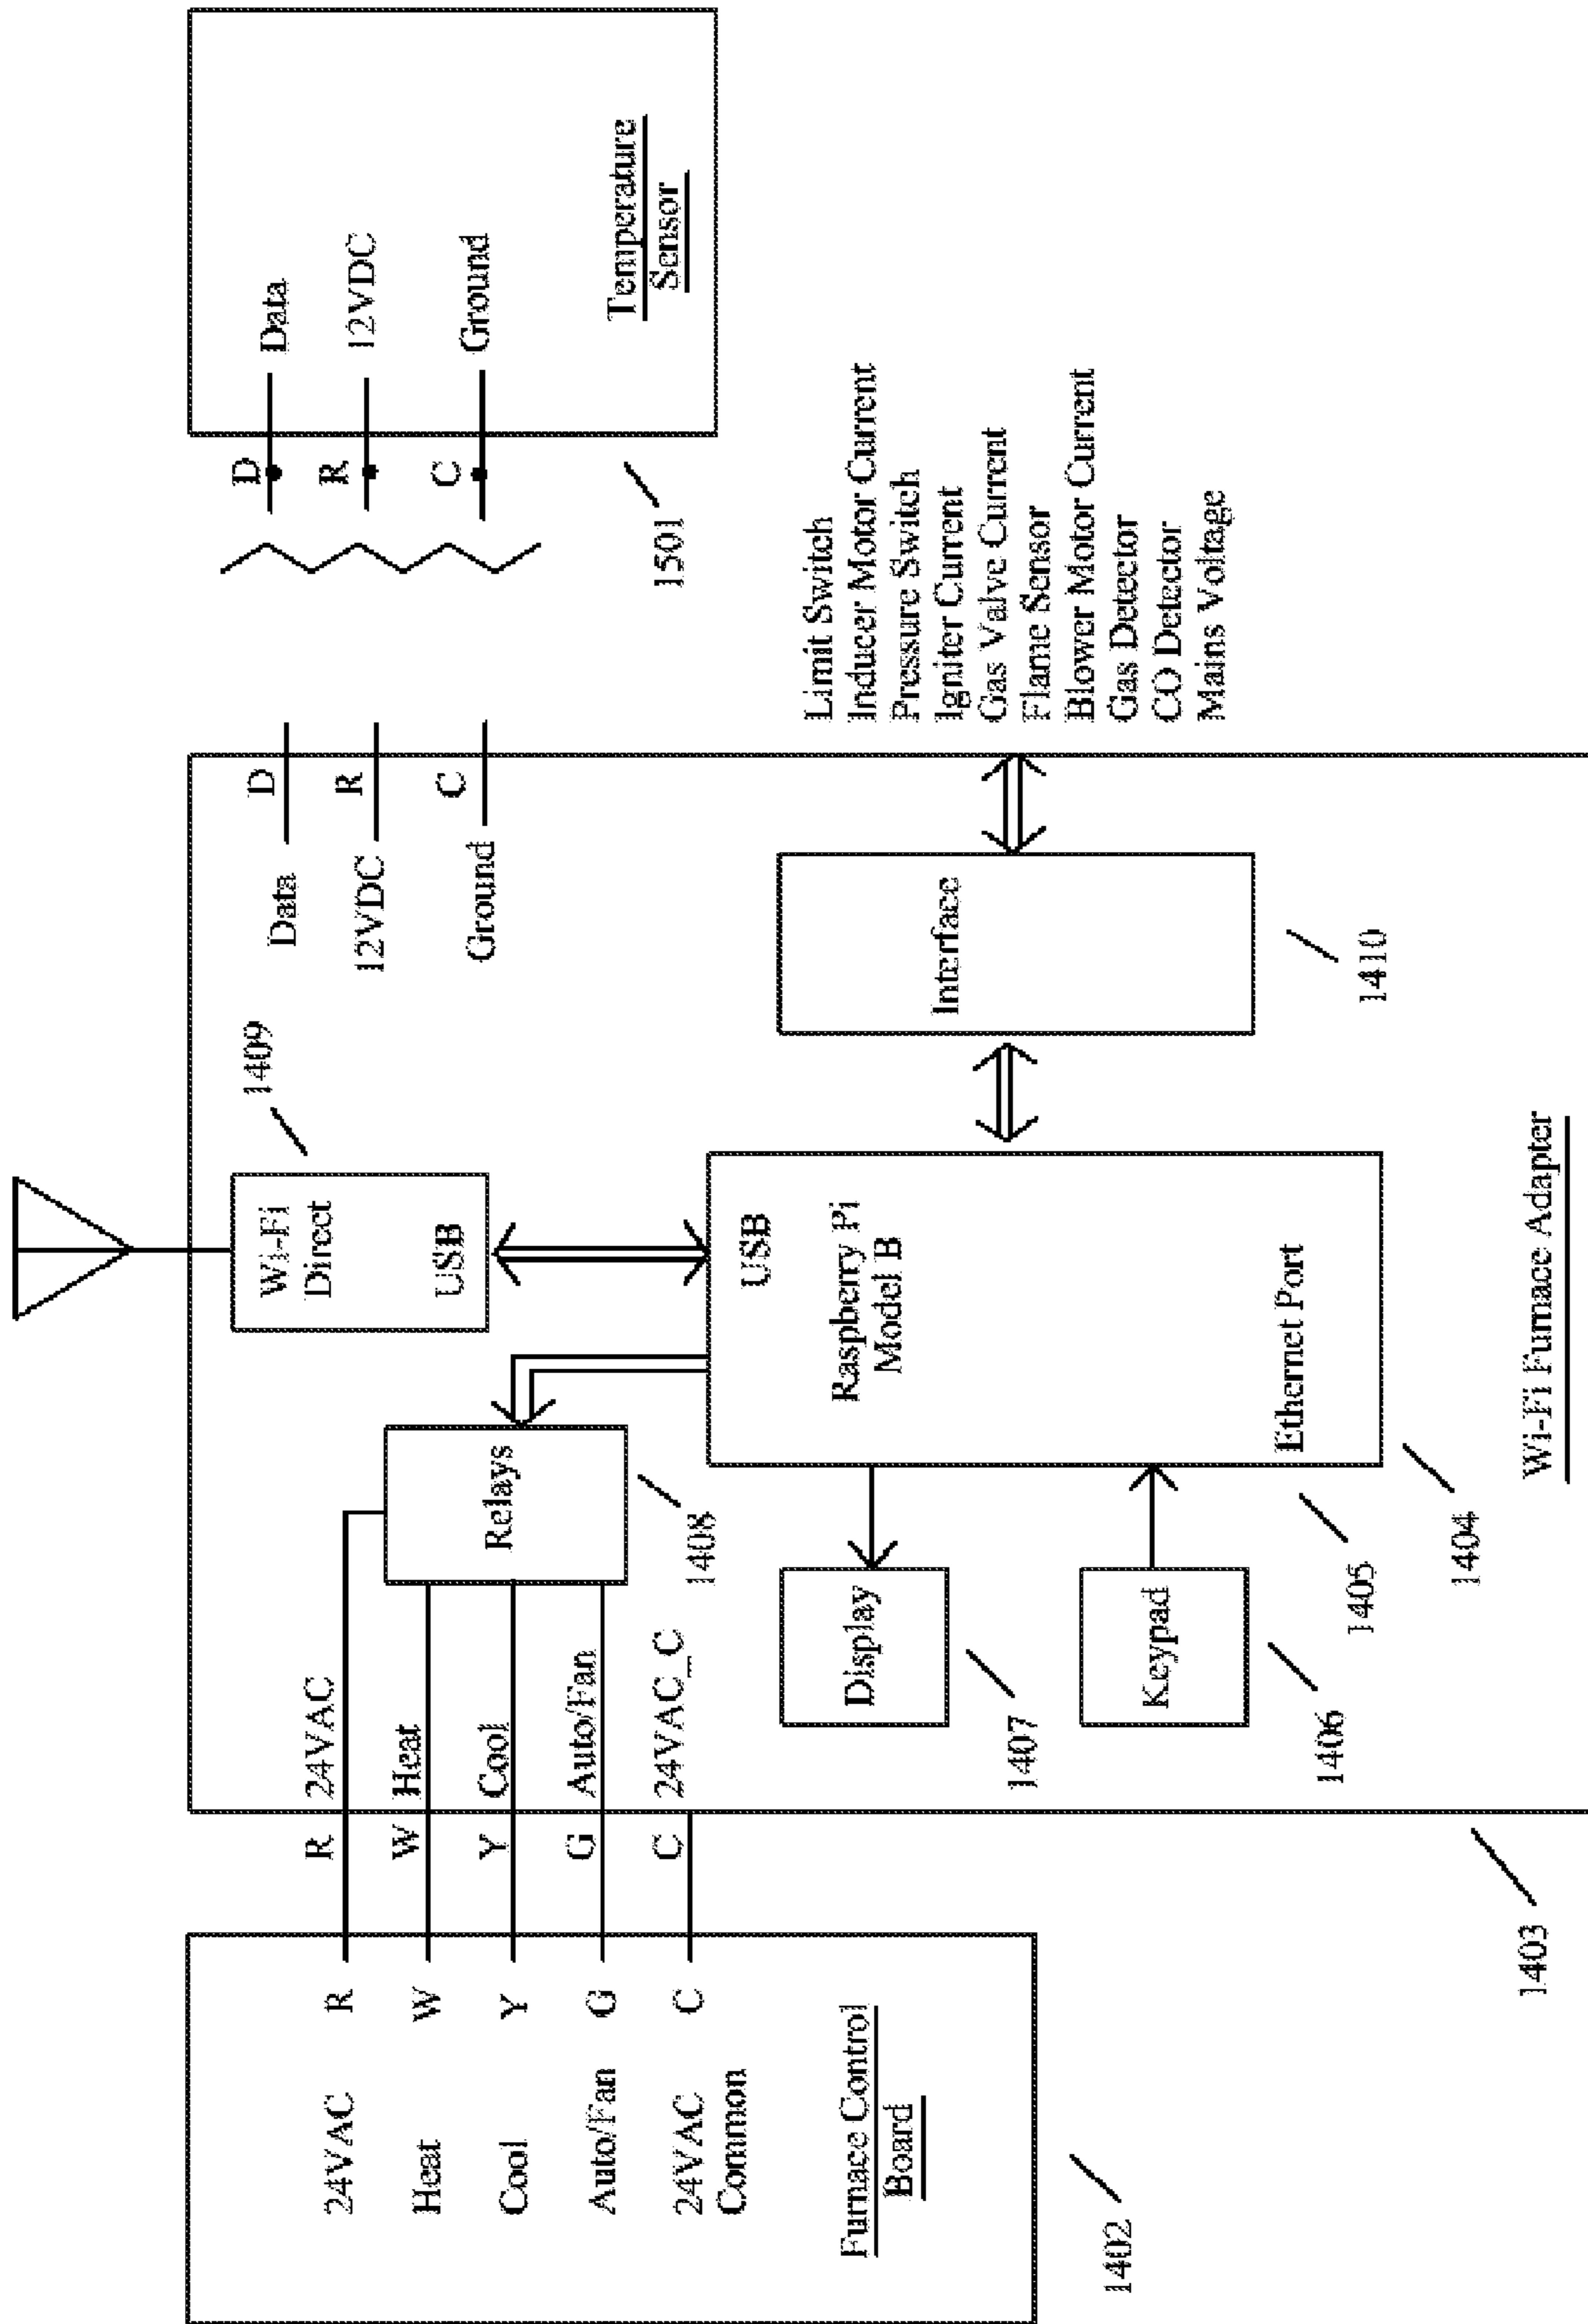 24VAC R
Heat W
Cool Y
Auto/Fan G
24VAC C
Common
Furnace Control
Board
1402
R 24VAC
W Heat
Y Cool
G Auto/Fan
C 24VAC_C
1403
Relays
1408
Display
1407
Keypad
1406
1405
1404
Wi-Fi
Direct
USB
1409
USB
Raspberry Pi
Model B
Ethernet Port
Interface
1410
Data D
12VDC R
Ground C
Wi-Fi Furnace Adapter
D Data
R 12VDC
C Ground
Temperature
Sensor
1501
Limit Switch
Inducer Motor Current
Pressure Switch
Igniter Current
Gas Valve Current
Flame Sensor
Blower Motor Current
Gas Detector
CO Detector
Mains Voltage